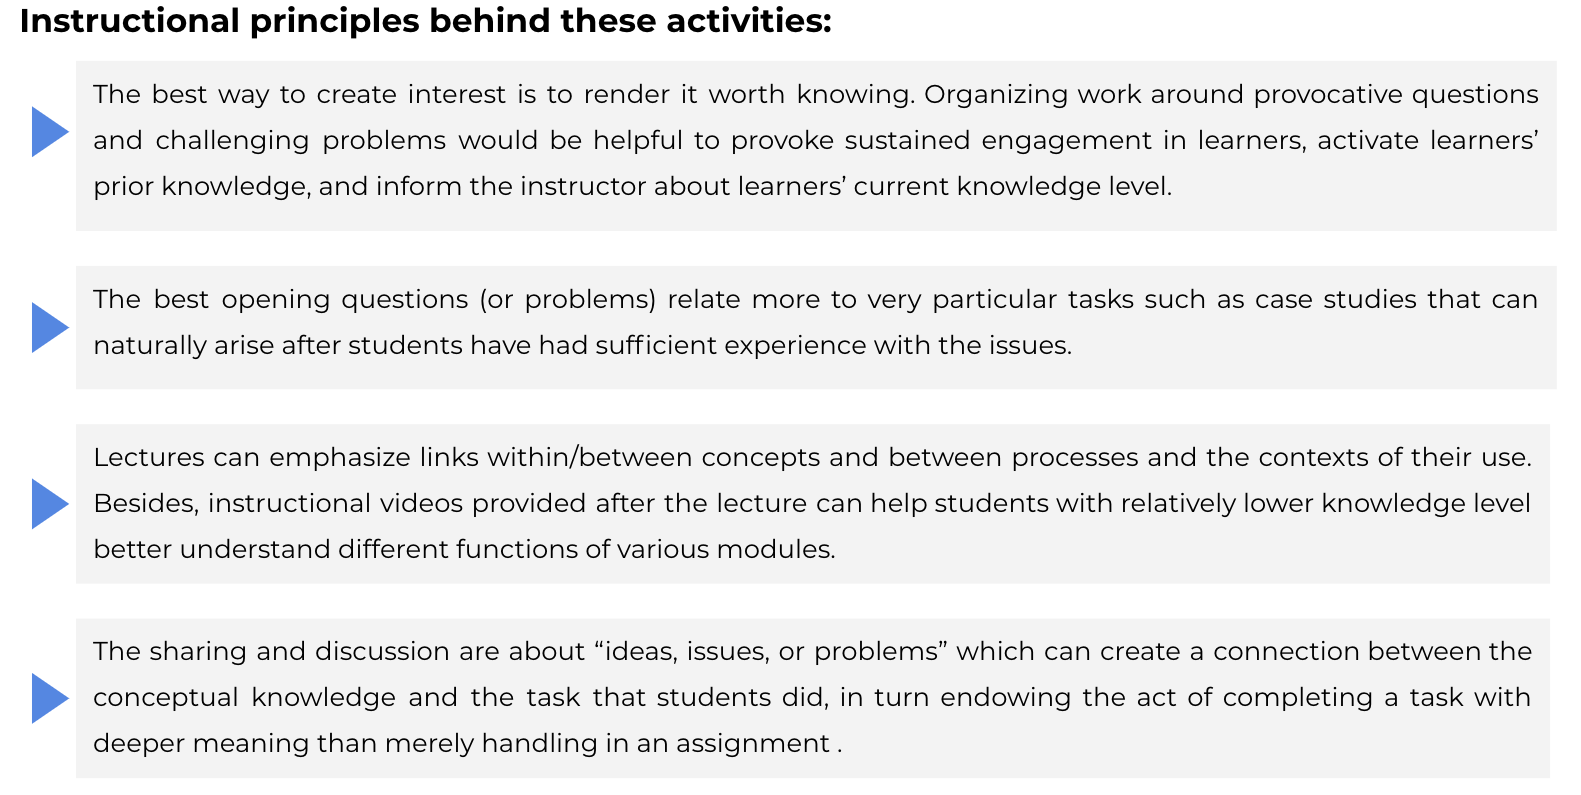 Instructional principles behind these activities:
The best way to create interest is to render it worth knowing. Organizing work around provocative questions
and challenging problems would be helpful to provoke sustained engagement in learners, activate learners’
prior knowledge, and inform the instructor about learners’ current knowledge level.
The best opening questions (or problems) relate more to very particular tasks such as case studies that can
naturally arise after students have had sufficient experience with the issues.
Lectures can emphasize links within/between concepts and between processes and the contexts of their use.
Besides, instructional videos provided after the lecture can help students with relatively lower knowledge level
better understand different functions of various modules.
The sharing and discussion are about “ideas, issues, or problems” which can create a connection between the
conceptual knowledge and the task that students did, in turn endowing the act of completing a task with
deeper meaning than merely handling in an assignment .